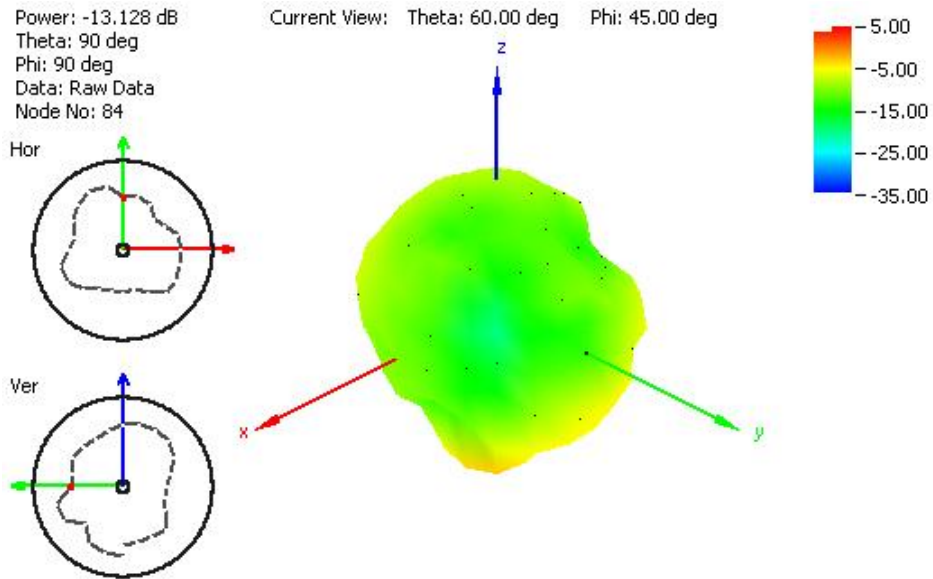 Power: -13.128 dB
Theta: 90 deg
Phi: 90 deg
Data: Raw Data
Node No: 84
Current View: Theta: 60.00 deg Phi: 45.00 deg
Hor
Ver
z
x
y
5.00
-5.00
-15.00
-25.00
-35.00